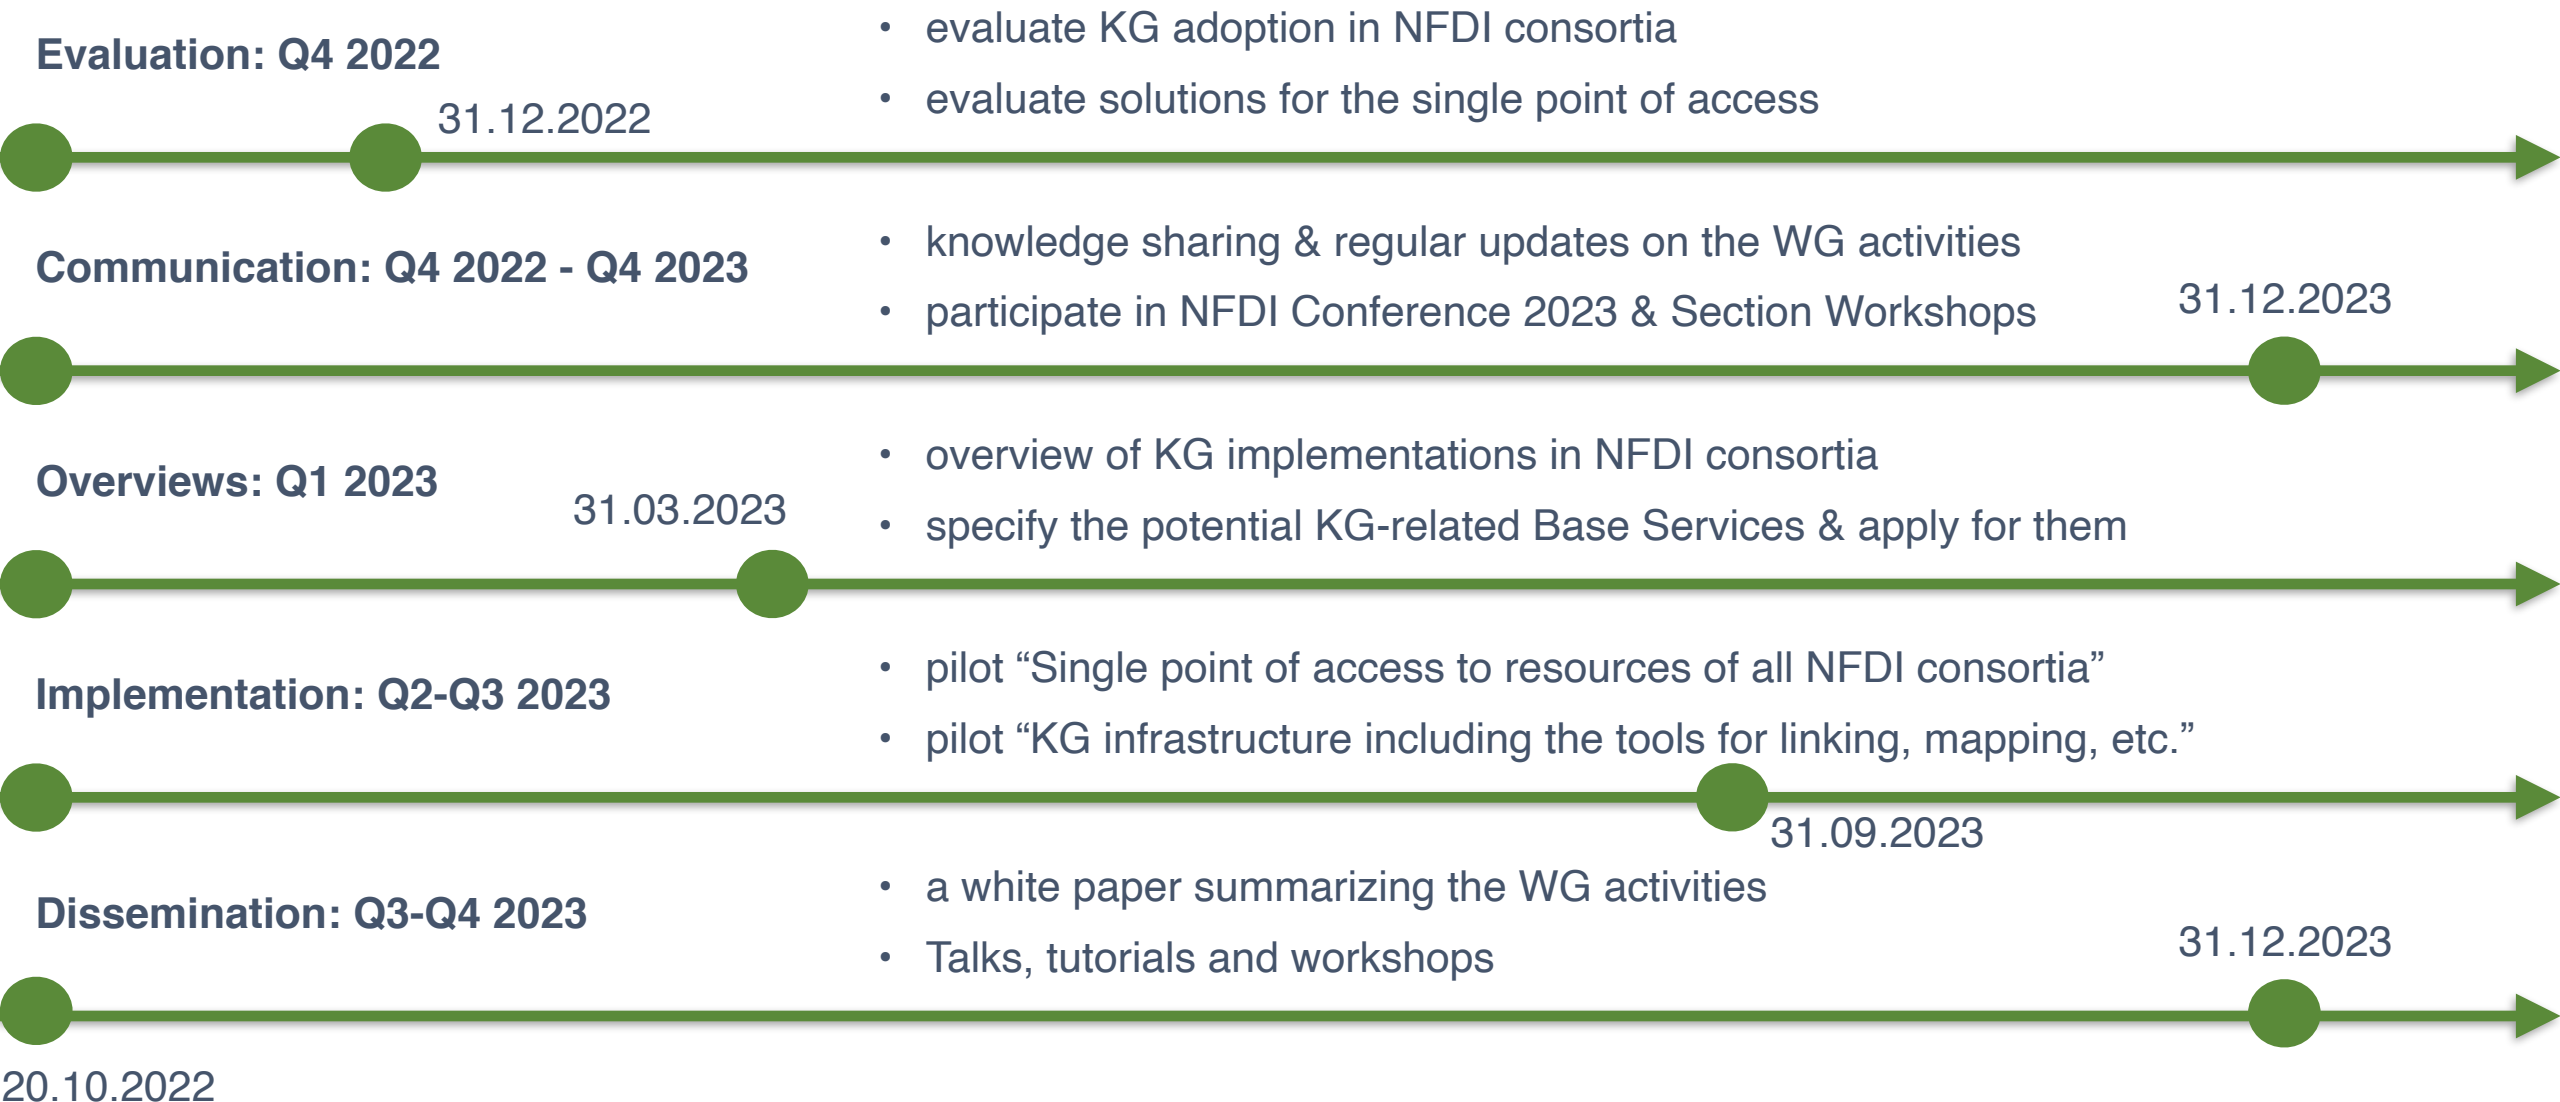 Evaluation: Q4 2022
• evaluate KG adoption in NFDI consortia
• evaluate solutions for the single point of access
31.12.2022
Communication: Q4 2022 - Q4 2023
• knowledge sharing & regular updates on the WG activities
• participate in NFDI Conference 2023 & Section Workshops
31.12.2023
Overviews: Q1 2023
• overview of KG implementations in NFDI consortia
• specify the potential KG-related Base Services & apply for them
31.03.2023
Implementation: Q2-Q3 2023
• pilot “Single point of access to resources of all NFDI consortia”
• pilot “KG infrastructure including the tools for linking, mapping, etc.”
31.09.2023
Dissemination: Q3-Q4 2023
• a white paper summarizing the WG activities
• Talks, tutorials and workshops
31.12.2023
20.10.2022